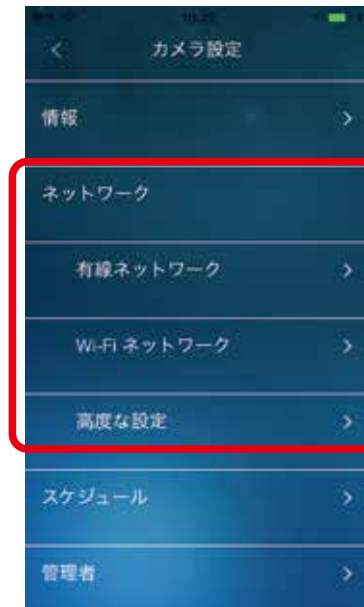 カメラ設定
情報
ネットワーク
有線ネットワーク
Wi-Fi ネットワーク
高度な設定
スケジュール
管理者